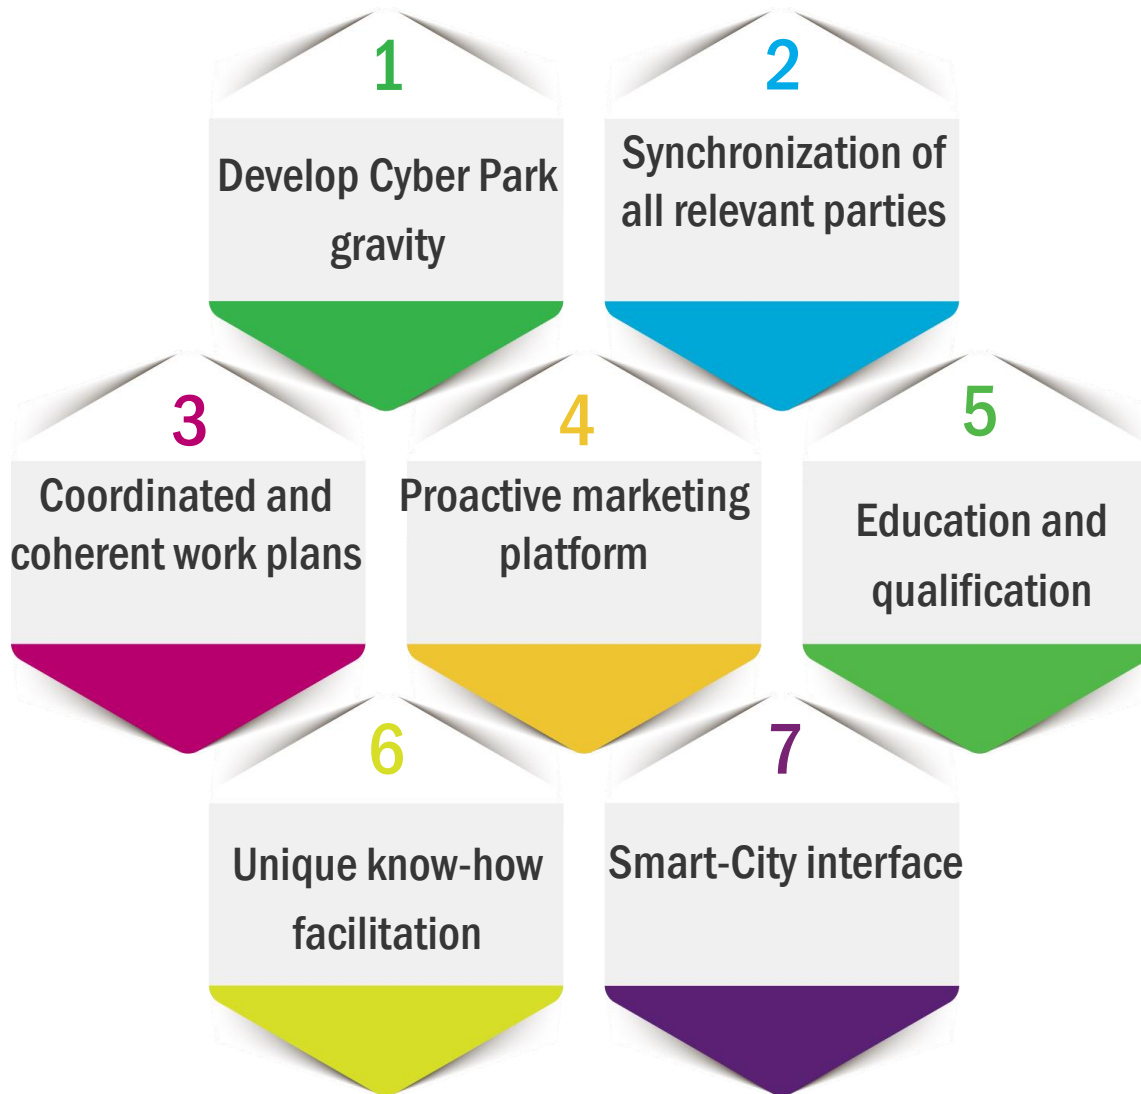 1
Develop Cyber Park
gravity
2
Synchronization of
all relevant parties
3
Coordinated and
coherent work plans
4
Proactive marketing
platform
5
Education and
qualification
6
Unique know-how
facilitation
7
Smart-City interface